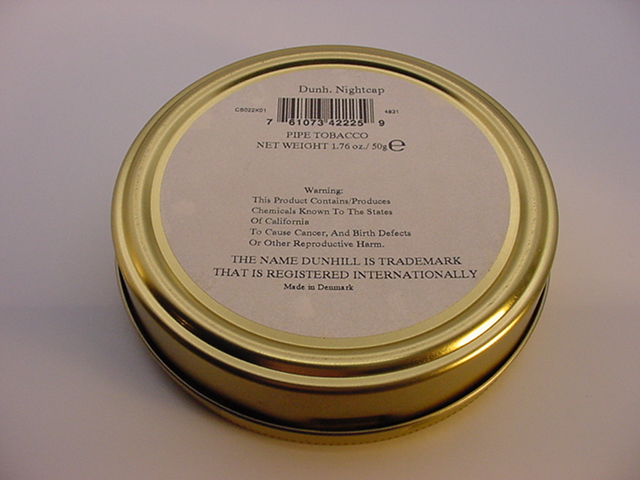 Dunh. Nightcap
CS022K01 4831
7 61073 42225 9
PIPE TOBACCO
NET WEIGHT 1.76 oz./ 50g e
Warning:
This Product Contains/Produces
Chemicals Known To The States
Of California
To Cause Cancer, And Birth Defects
Or Other Reproductive Harm.
THE NAME DUNHILL IS TRADEMARK
THAT IS REGISTERED INTERNATIONALLY
Made in Denmark